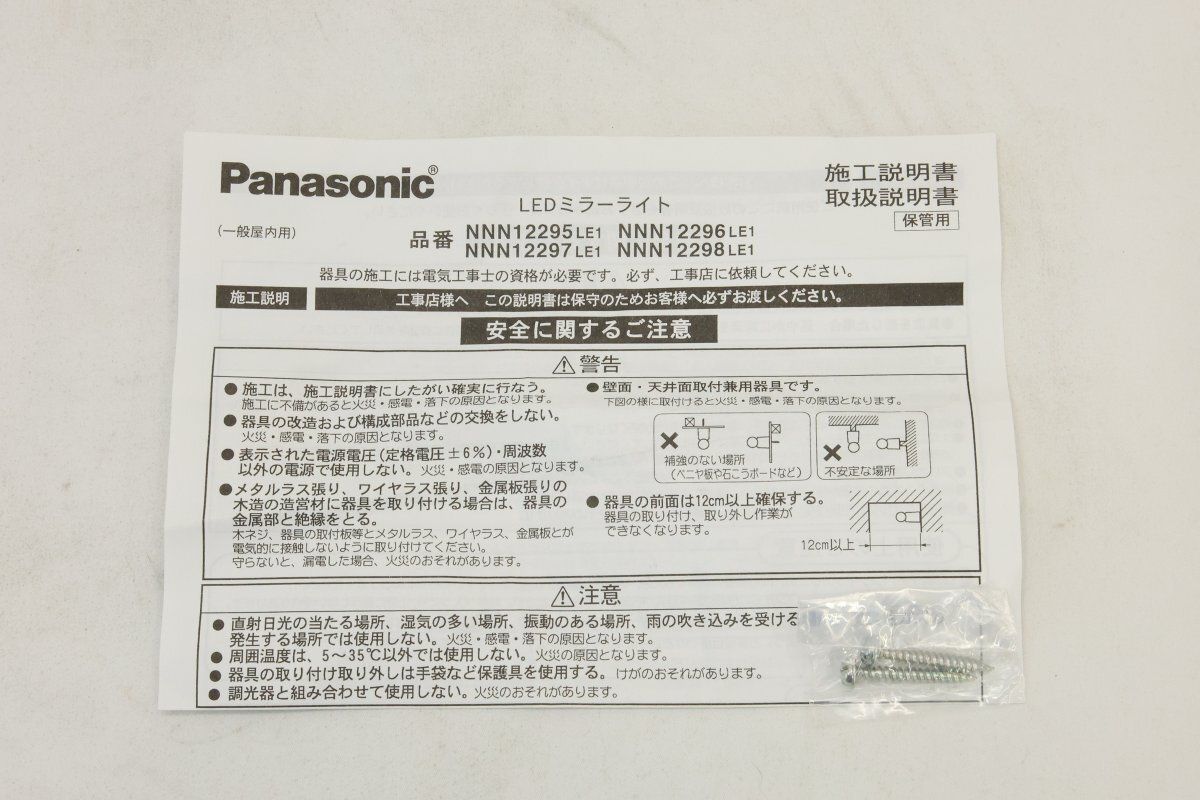 Panasonic®
施工説明書
取扱説明書
保管用
LEDミラーライト
(一般屋内用)
品番 NNN12295LE1 NNN12296LE1
NNN12297LE1 NNN12298LE1
器具の施工には電気工事士の資格が必要です。必ず、工事店に依頼してください。
施工説明 工事店様へ この説明書は保守のためお客様へ必ずお渡しください。
安全に関するご注意
⚠警告
●施工は、施工説明書にしたがい確実に行なう。
施工に不備があると火災・感電・落下の原因となります。
●器具の改造および構成部品などの交換をしない。
火災・感電・落下の原因となります。
●表示された電源電圧(定格電圧±6%)・周波数
以外の電源で使用しない。火災・感電の原因となります。
●メタルラス張り、ワイヤラス張り、金属板張りの
木造の造営材に器具を取り付ける場合は、器具の
金属部と絶縁をとる。
木ネジ、器具の取付板等とメタルラス、ワイヤラス、金属板とが
電気的に接触しないように取り付けてください。
守らないと、漏電した場合、火災のおそれがあります。
●壁面・天井面取付兼用器具です。
下図の様に取付けると火災・感電・落下の原因となります。
補強のない場所
(ベニヤ板や石こうボードなど)
不安定な場所
●器具の前面は12cm以上確保する。
器具の取り付け、取り外し作業が
できなくなります。
12cm以上
⚠注意
●直射日光の当たる場所、湿気の多い場所、振動のある場所、雨の吹き込みを受ける
発生する場所では使用しない。火災・感電・落下の原因となります。
●周囲温度は、5～35℃以外では使用しない。火災の原因となります。
●器具の取り付け取り外しは手袋など保護具を使用する。けがのおそれがあります。
●調光器と組み合わせて使用しない。火災のおそれがあります。